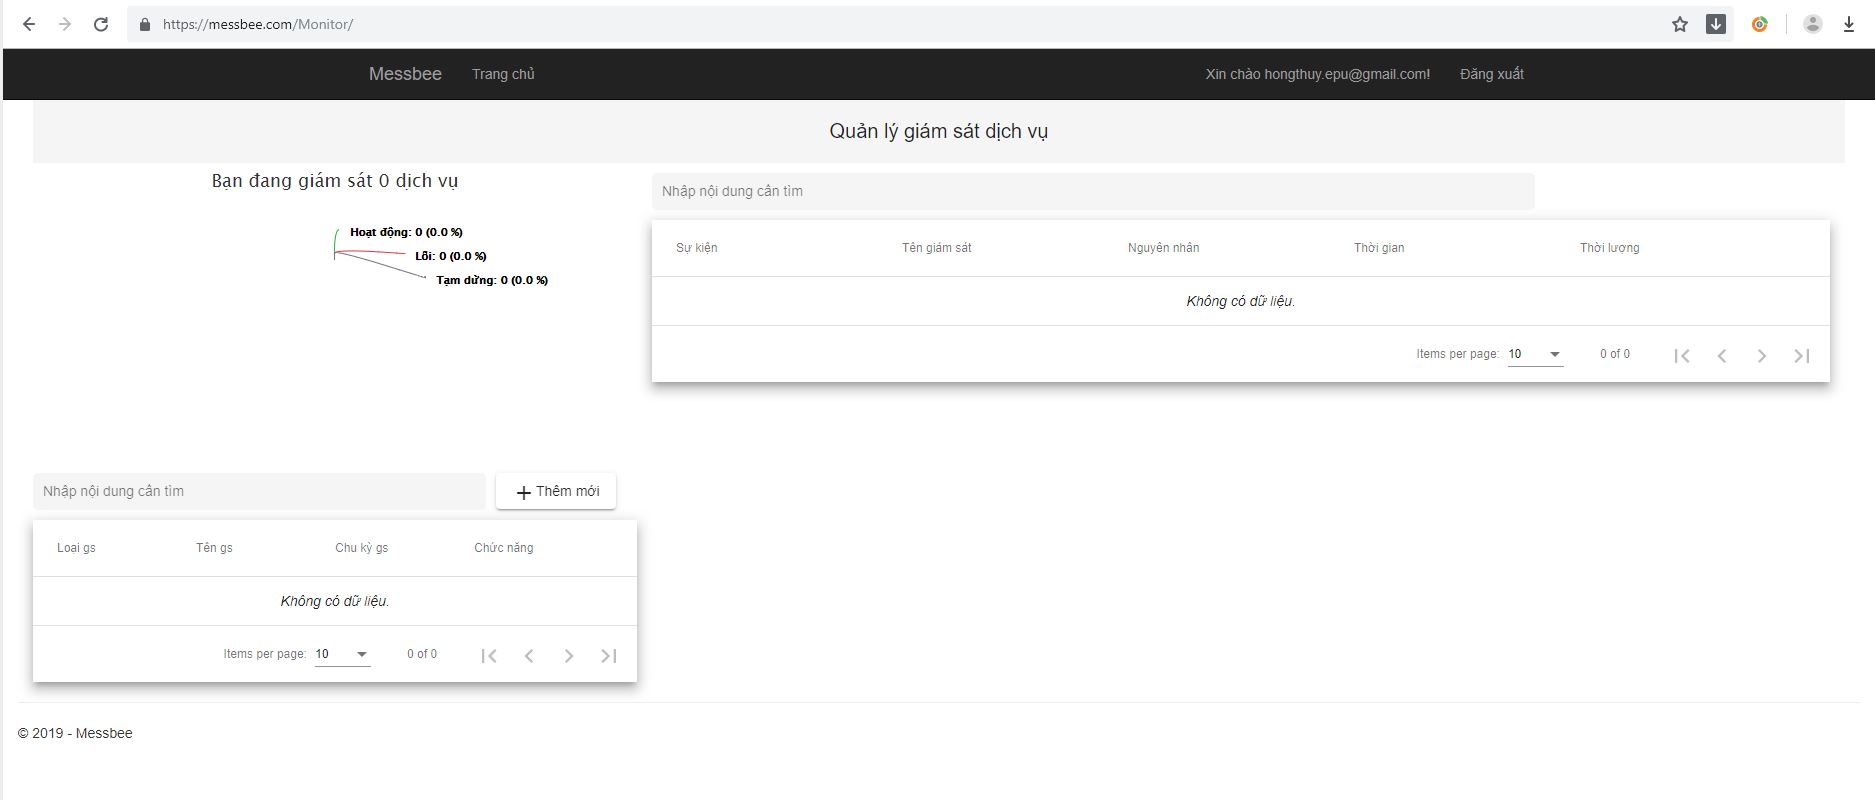 https://messbee.com/Monitor/
Messbee Trang chủ Xin chào hongthuy.epu@gmail.com! Đăng xuất
Quản lý giám sát dịch vụ
Bạn đang giám sát 0 dịch vụ
Hoạt động: 0 (0.0 %)
Lỗi: 0 (0.0 %)
Tạm dừng: 0 (0.0 %)
Nhập nội dung cần tìm
Sự kiện Tên giám sát Nguyên nhân Thời gian Thời lượng
Không có dữ liệu.
Items per page: 10 0 of 0
Nhập nội dung cần tìm Thêm mới
Loại gs Tên gs Chu kỳ gs Chức năng
Không có dữ liệu.
Items per page: 10 0 of 0
© 2019 - Messbee